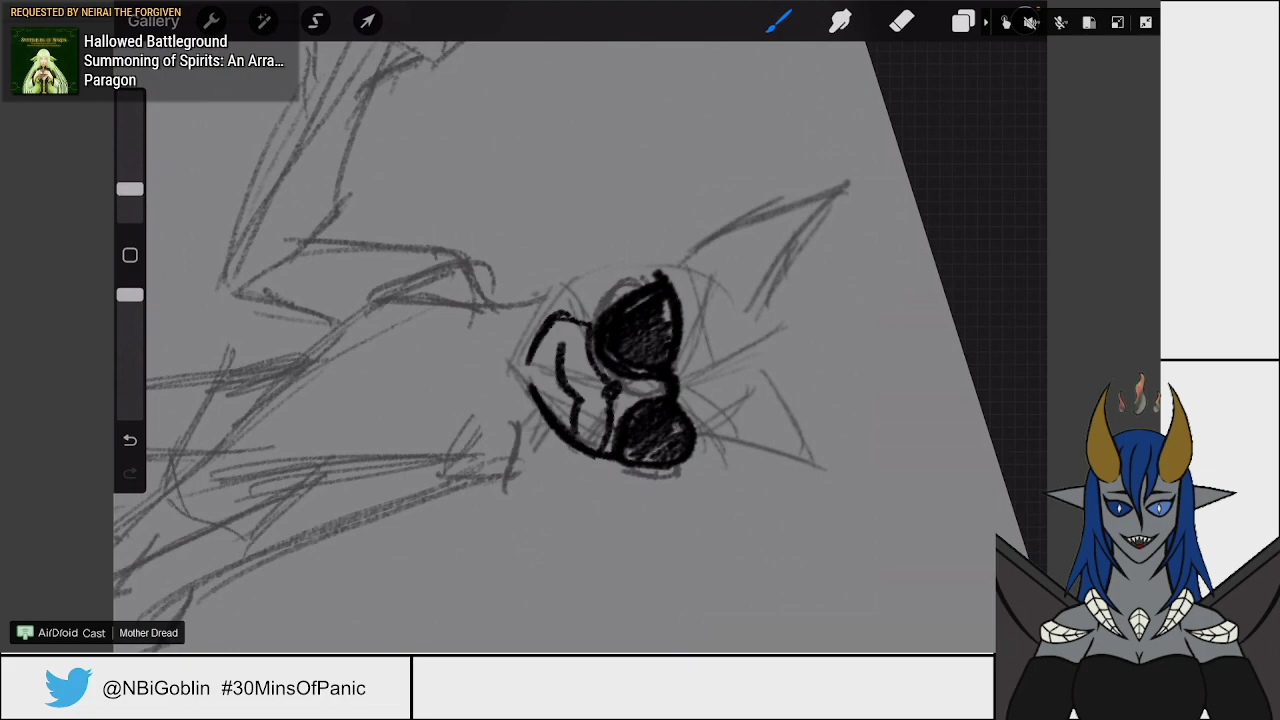 REQUESTED BY NEIRAI THE FORGIVEN
Gallery
Hallowed Battleground
Summoning of Spirits: An Arra...
Paragon
AirDroid Cast Mother Dread
@NBiGoblin #30MinsOfPanic